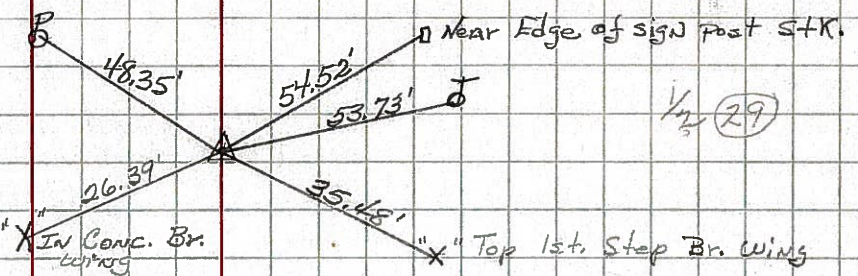 P
Near Edge of sign Post StK.
48.35'
54.52'
T
53.73'
1/2 29
26.39'
35.48'
"X" IN Conc. Br.
Wing
"X" Top 1st. Step Br. Wing